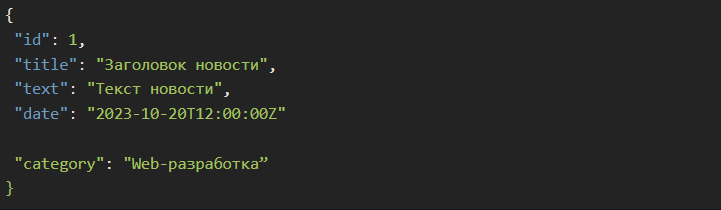 {
"id": 1,
"title": "Заголовок новости",
"text": "Текст новости",
"date": "2023-10-20T12:00:00Z"
"category": "Web-разработка”
}